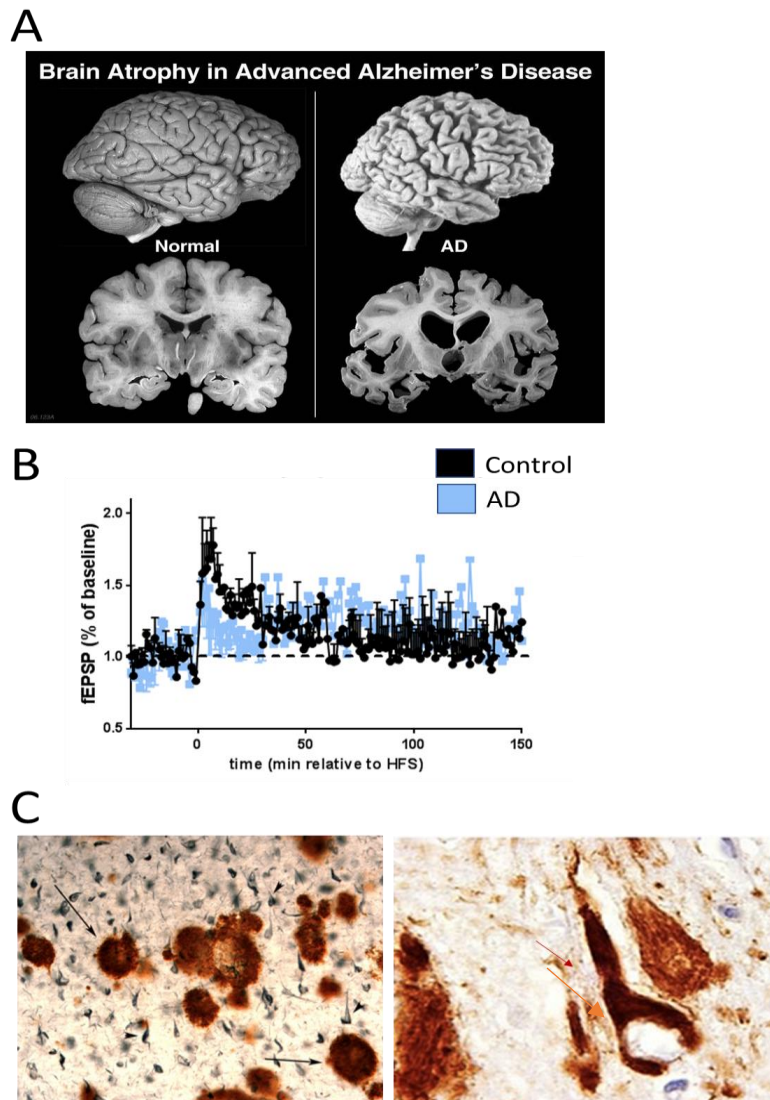 A
Brain Atrophy in Advanced Alzheimer's Disease
Normal
AD
B
Control
AD
fEPSP (% of baseline)
2.0
1.5
1.0
0.5
0
50
100
150
time (min relative to HFS)
C